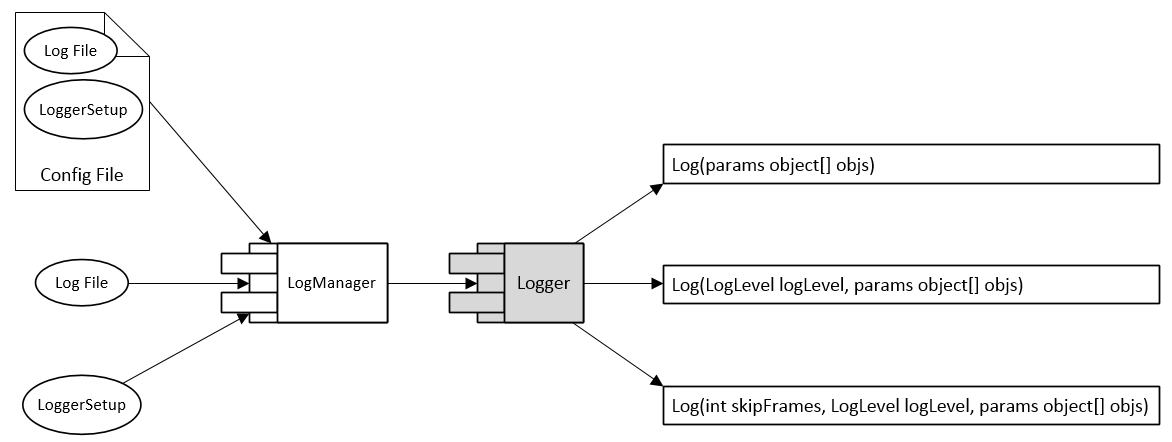 Log File
LoggerSetup
Config File
Log(params object[] objs)
Log File
LogManager
Logger
Log(LogLevel logLevel, params object[] objs)
LoggerSetup
Log(int skipFrames, LogLevel logLevel, params object[] objs)